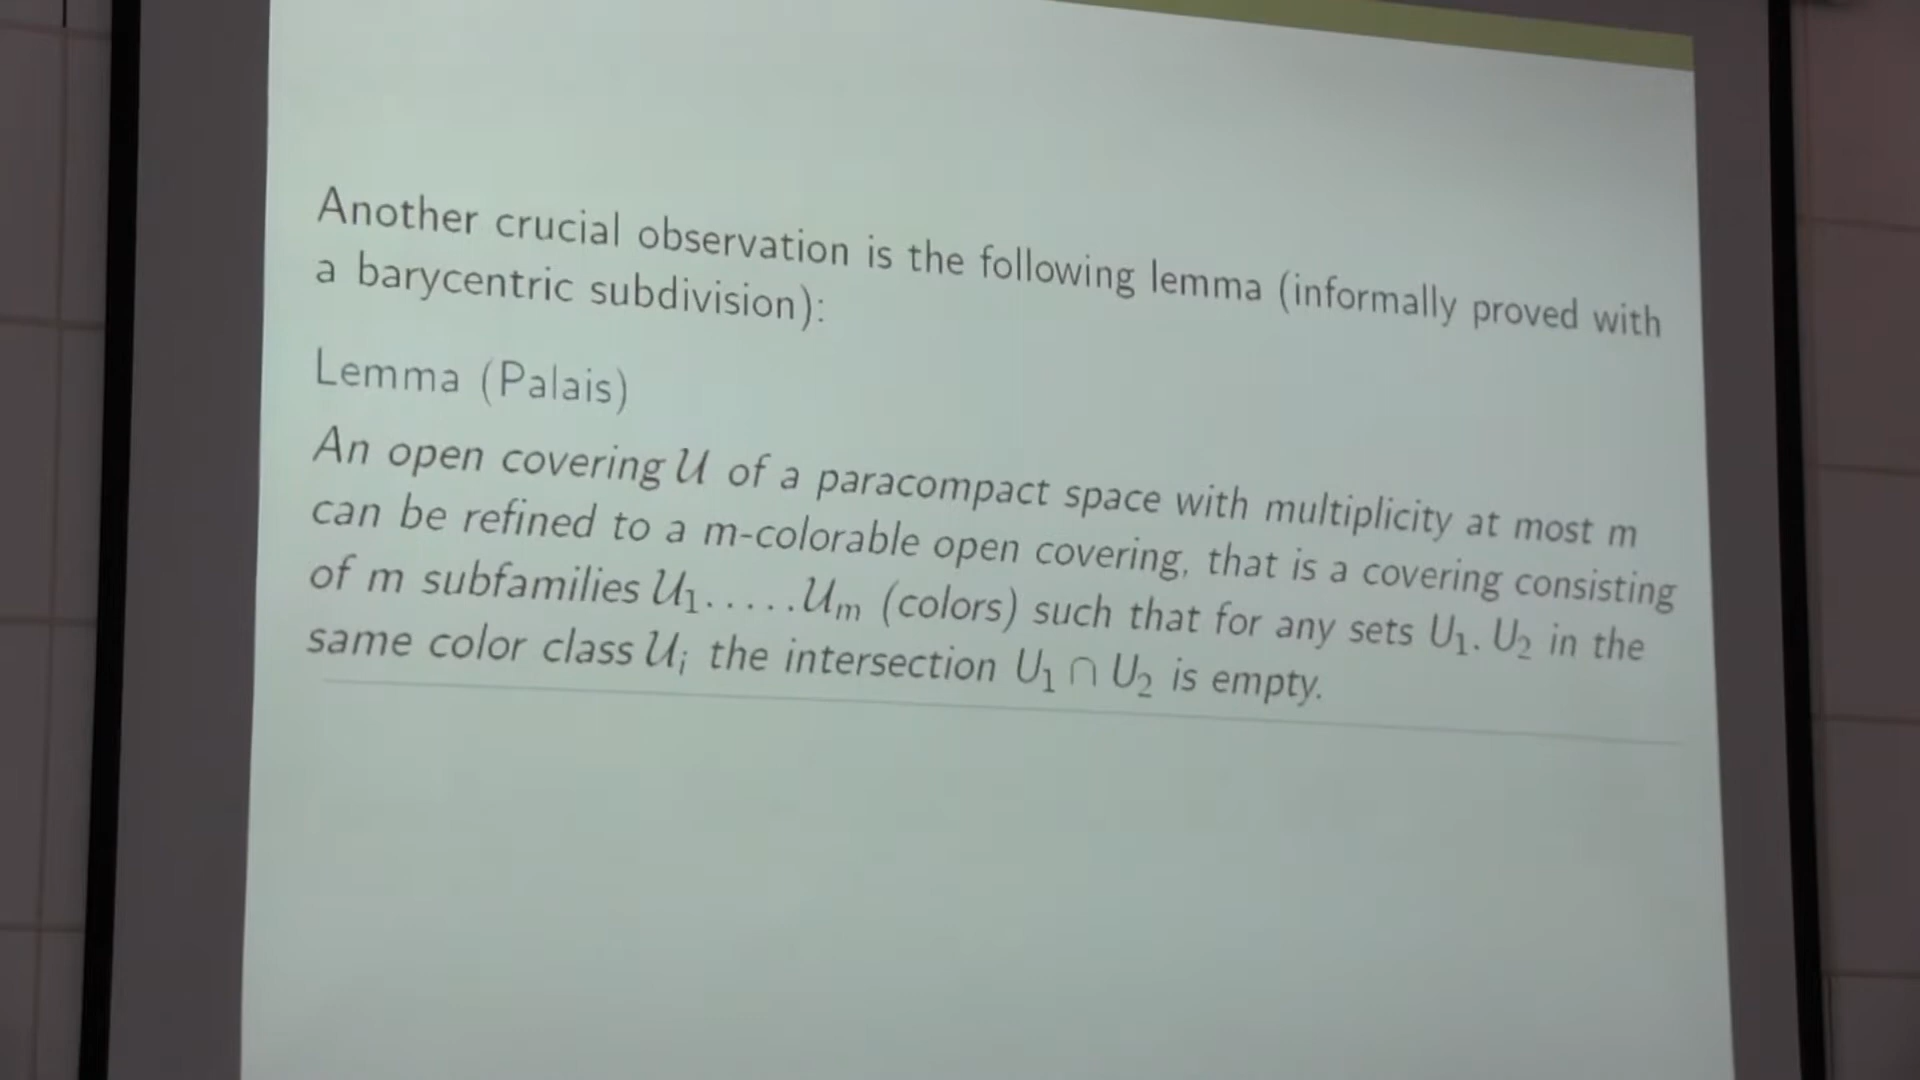 Another crucial observation is the following lemma (informally proved with
a barycentric subdivision):
Lemma (Palais)
An open covering 𝒰 of a paracompact space with multiplicity at most m
can be refined to a m-colorable open covering, that is a covering consisting
of m subfamilies 𝒰₁.....𝒰ₘ (colors) such that for any sets U₁. U₂ in the
same color class 𝒰ᵢ the intersection U₁ ∩ U₂ is empty.